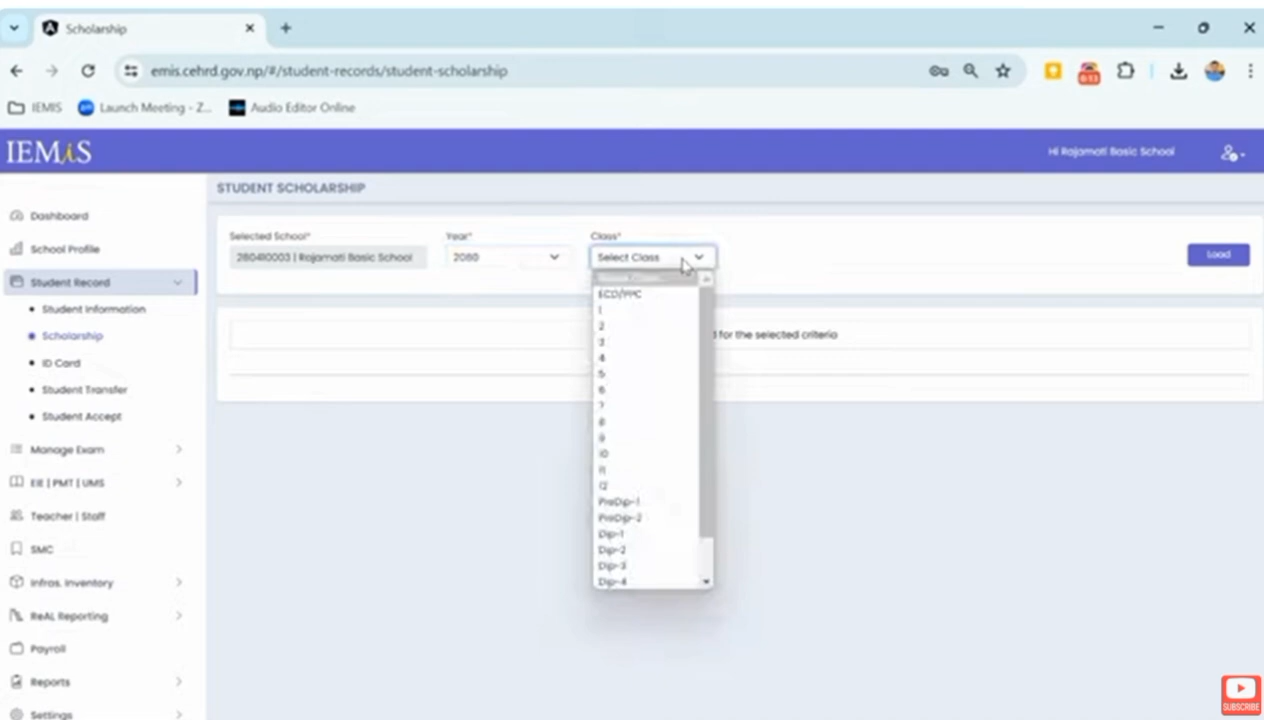 Scholarship
emis.cehrd.gov.np/#/student-records/student-scholarship
0:13
IEMIS
Launch Meeting - Z...
Audio Editor Online
IEMiS
Hi Rajamati Basic School
STUDENT SCHOLARSHIP
Dashboard
School Profile
Student Record
Student Information
Scholarship
ID Card
Student Transfer
Student Accept
Manage Exam
EIE | PMT | UMS
Teacher | Staff
SMC
Infras. Inventory
ReAL Reporting
Payroll
Reports
Settings
Selected School*
Year*
Class*
280410003 | Rajamati Basic School
2080
Select Class
Load
for the selected criteria
ECD/PPC
1
2
3
4
5
6
7
8
9
10
11
12
PreDip-1
PreDip-2
Dip-1
Dip-2
Dip-3
Dip-4
SUBSCRIBE